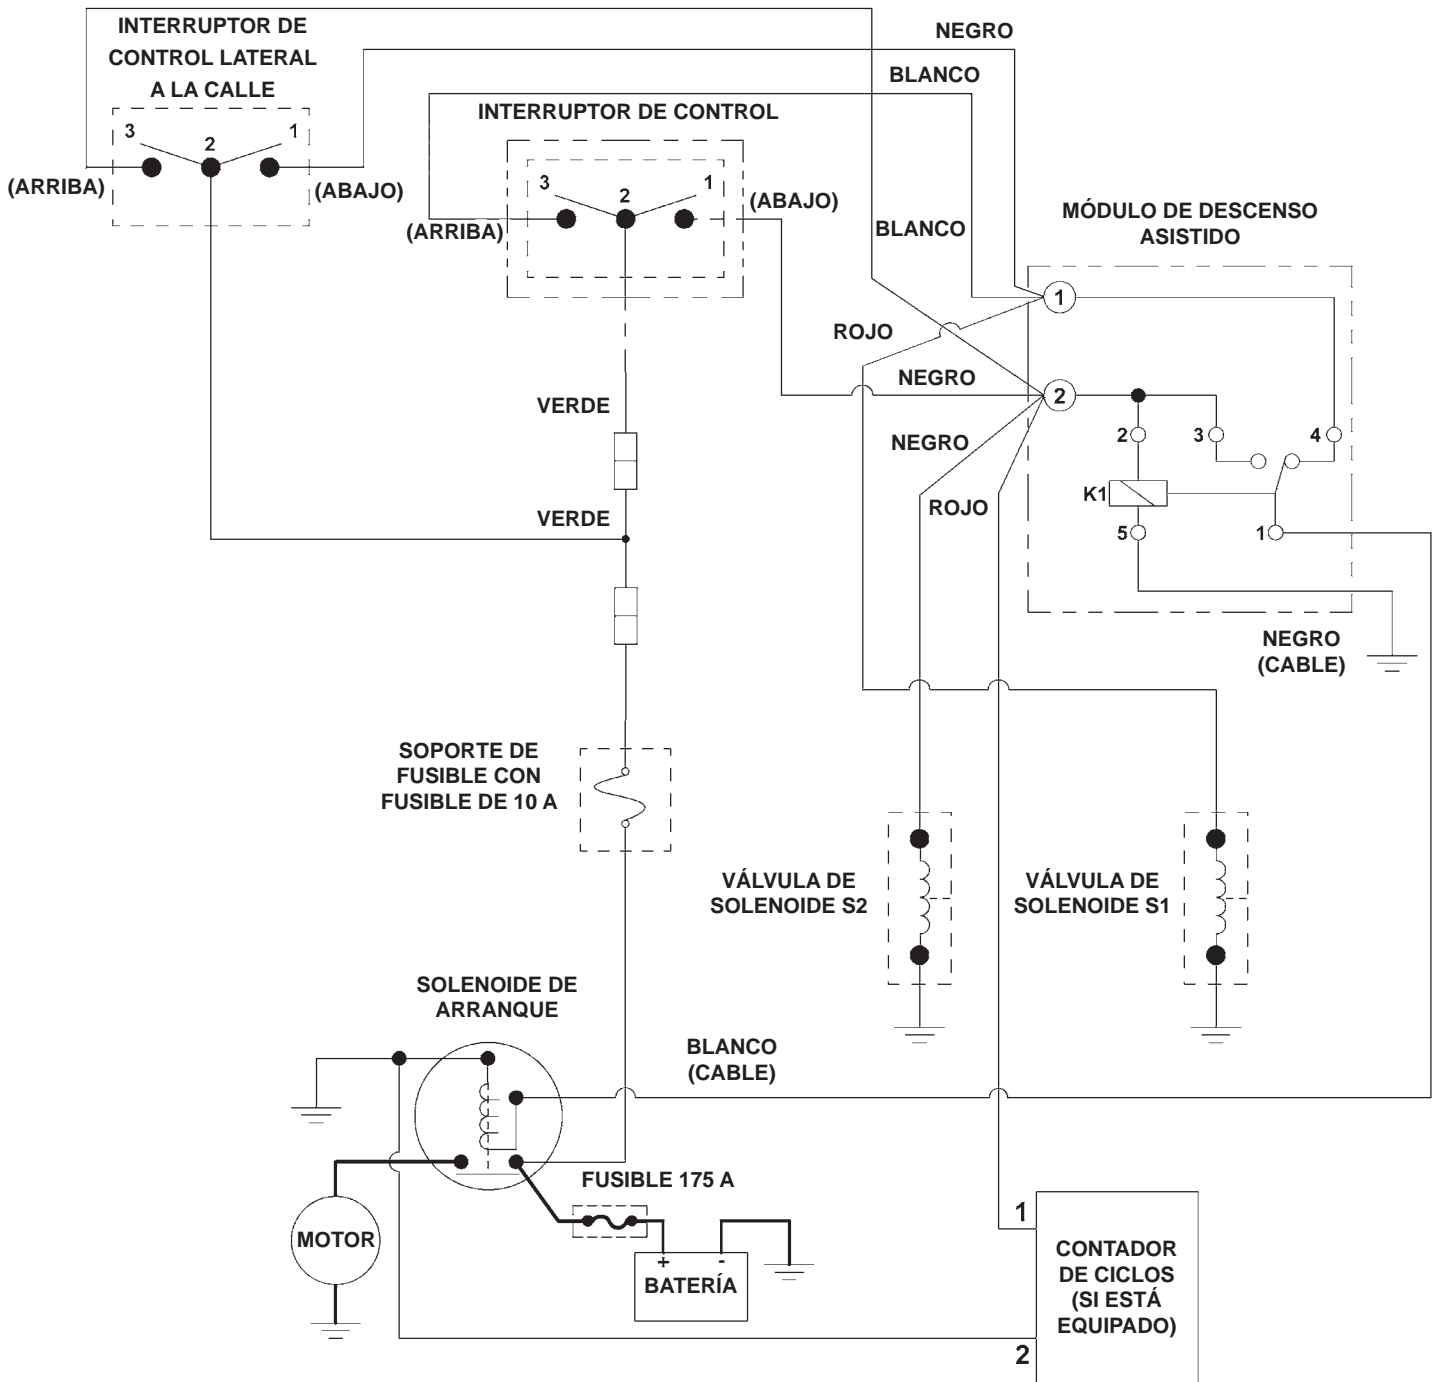 INTERRUPTOR DE
CONTROL LATERAL
A LA CALLE
3
2
1
(ARRIBA)
(ABAJO)
NEGRO
BLANCO
INTERRUPTOR DE CONTROL
3
2
1
(ARRIBA)
(ABAJO)
BLANCO
MÓDULO DE DESCENSO
ASISTIDO
1
ROJO
NEGRO
2
VERDE
NEGRO
2
3
4
K1
ROJO
VERDE
5
1
NEGRO
(CABLE)
SOPORTE DE
FUSIBLE CON
FUSIBLE DE 10 A
VÁLVULA DE
SOLENOIDE S2
VÁLVULA DE
SOLENOIDE S1
SOLENOIDE DE
ARRANQUE
BLANCO
(CABLE)
FUSIBLE 175 A
MOTOR
+
-
BATERÍA
1
CONTADOR
DE CICLOS
(SI ESTÁ
EQUIPADO)
2